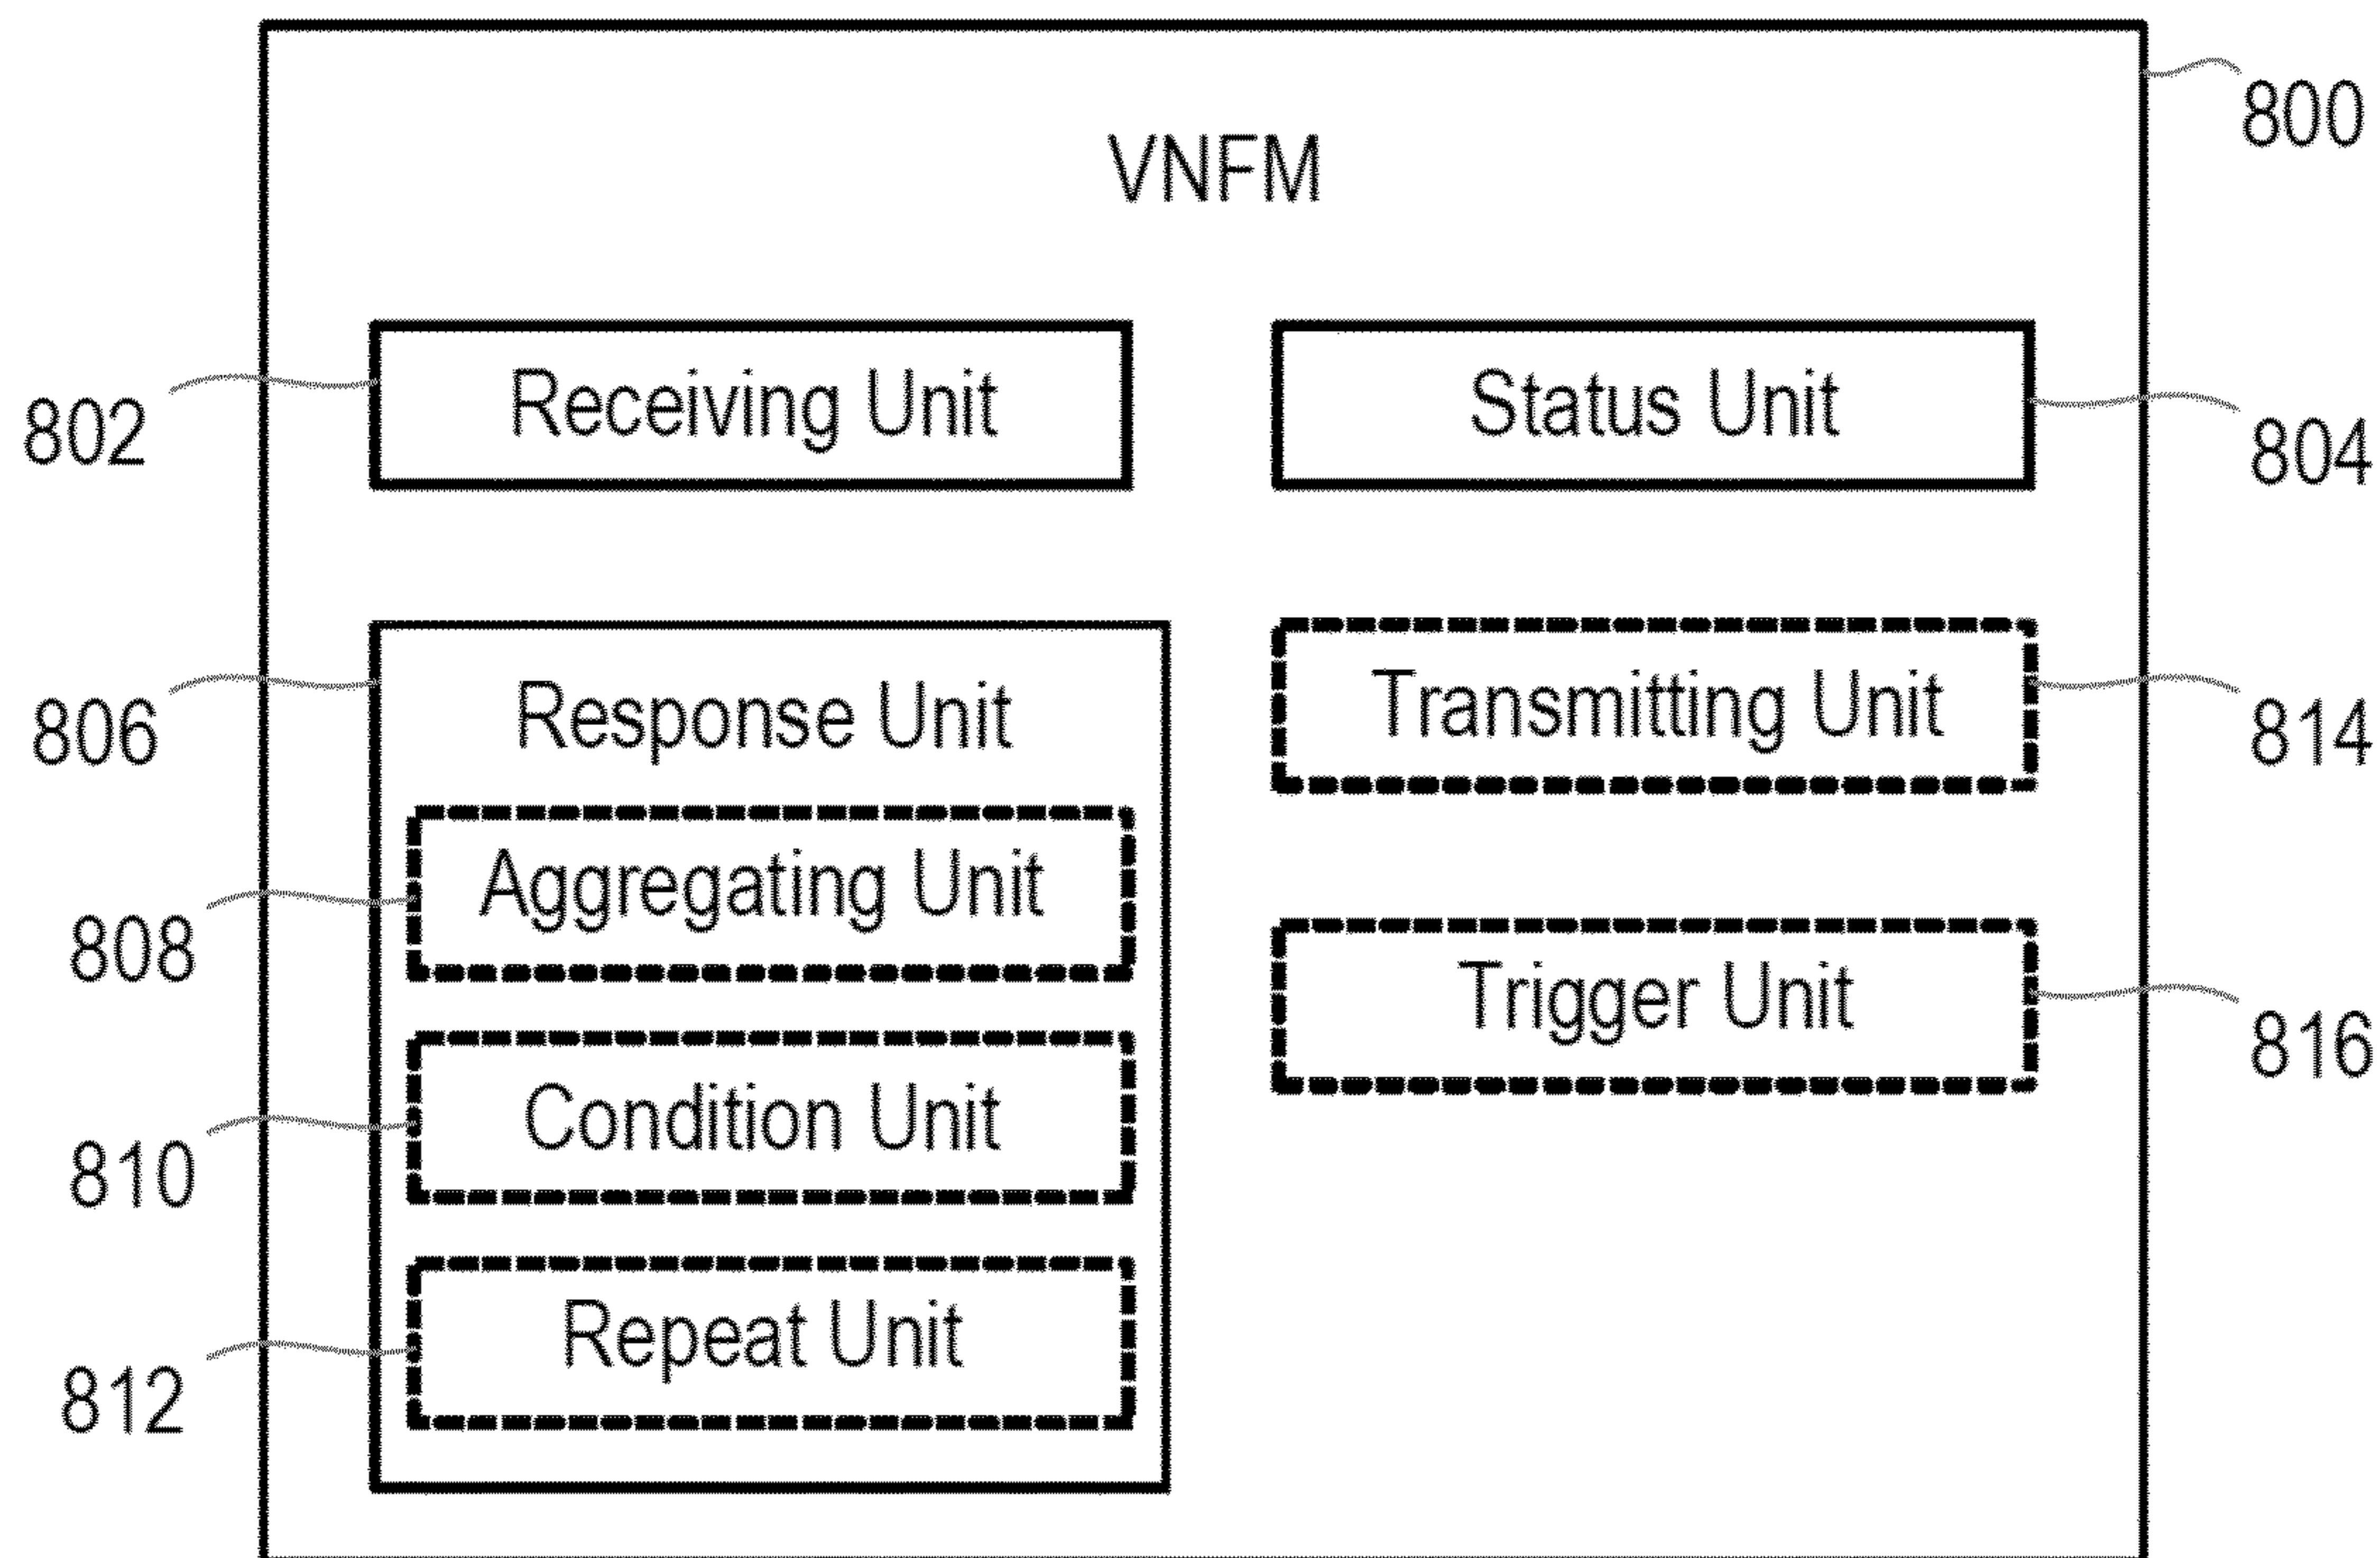 800
VNFM
802
Receiving Unit
Status Unit
804
806
Response Unit
Transmitting Unit
814
808
Aggregating Unit
Trigger Unit
816
810
Condition Unit
812
Repeat Unit